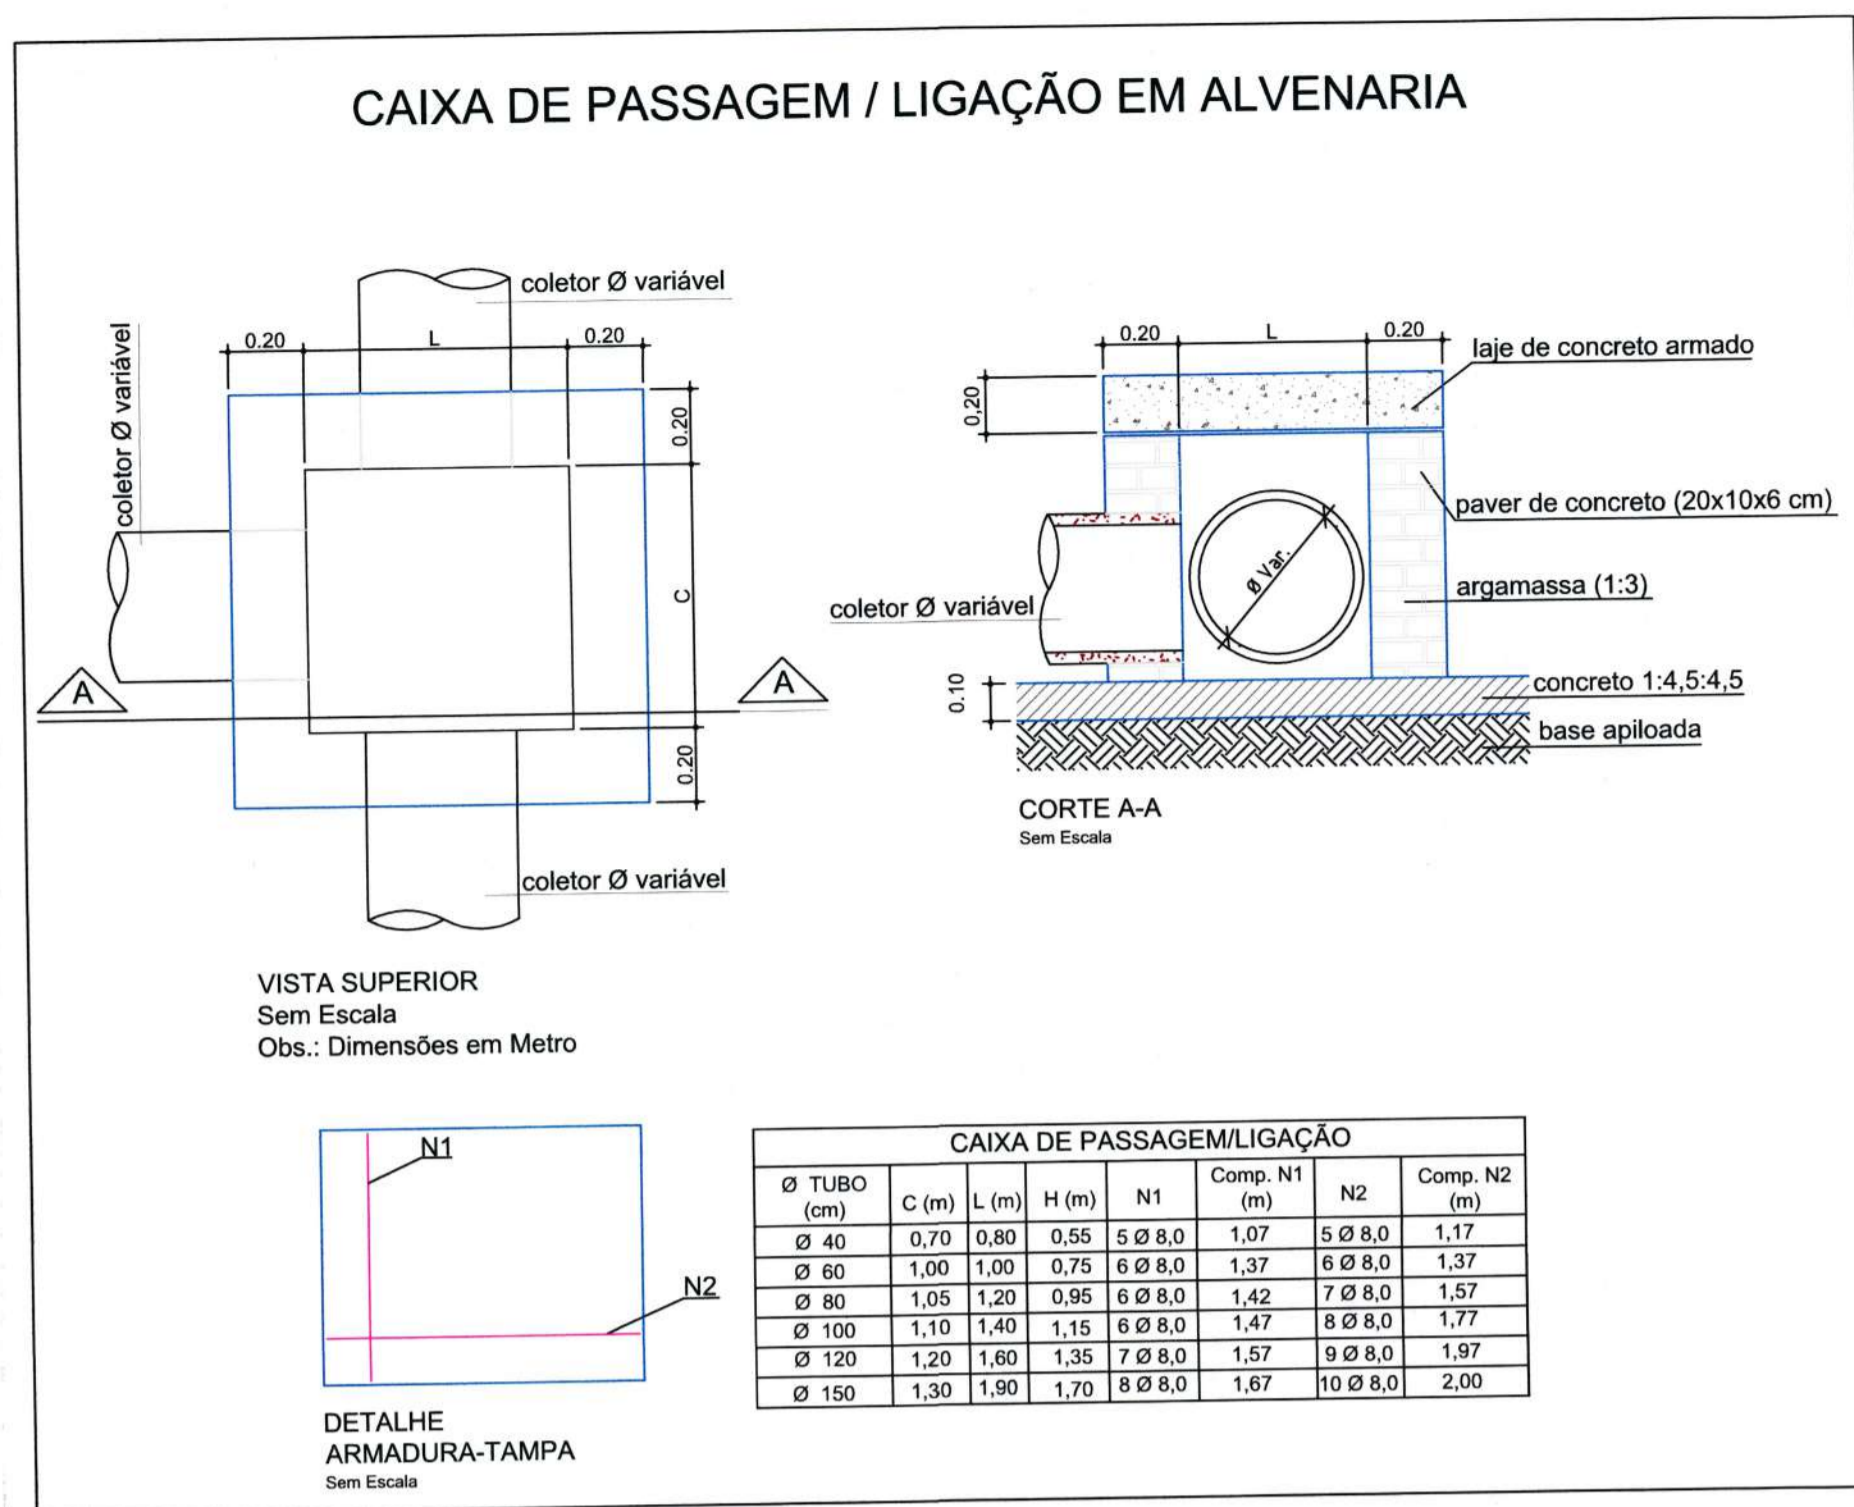 CAIXA DE PASSAGEM / LIGAÇÃO EM ALVENARIA
coletor Ø variável
coletor Ø variável
0.20 L 0.20
0.20
C
0.20
A A
coletor Ø variável
VISTA SUPERIOR
Sem Escala
Obs.: Dimensões em Metro
0.20 L 0.20
0,20
laje de concreto armado
paver de concreto (20x10x6 cm)
Ø Var.
argamassa (1:3)
coletor Ø variável
0.10
concreto 1:4,5:4,5
base apiloada
CORTE A-A
Sem Escala
N1
N2
DETALHE
ARMADURA-TAMPA
Sem Escala
CAIXA DE PASSAGEM/LIGAÇÃO
Ø TUBO (cm) C (m) L (m) H (m) N1 Comp. N1 (m) N2 Comp. N2 (m)
Ø 40 0,70 0,80 0,55 5 Ø 8,0 1,07 5 Ø 8,0 1,17
Ø 60 1,00 1,00 0,75 6 Ø 8,0 1,37 6 Ø 8,0 1,37
Ø 80 1,05 1,20 0,95 6 Ø 8,0 1,42 7 Ø 8,0 1,57
Ø 100 1,10 1,40 1,15 6 Ø 8,0 1,47 8 Ø 8,0 1,77
Ø 120 1,20 1,60 1,35 7 Ø 8,0 1,57 9 Ø 8,0 1,97
Ø 150 1,30 1,90 1,70 8 Ø 8,0 1,67 10 Ø 8,0 2,00